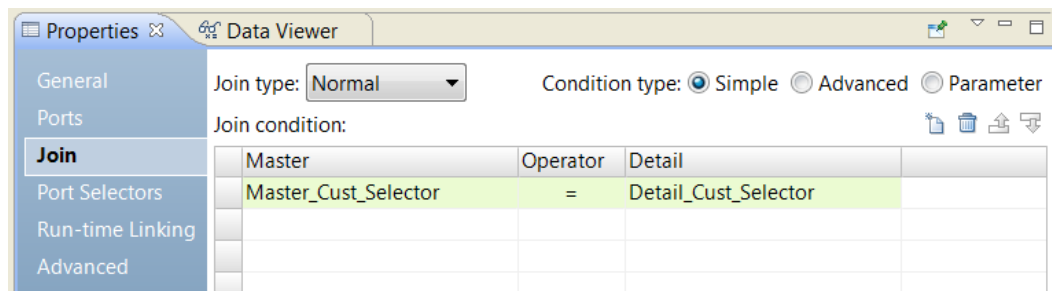 Properties Data Viewer
General
Ports
Join
Port Selectors
Run-time Linking
Advanced
Join type: Normal Condition type: Simple Advanced Parameter
Join condition:
Master Operator Detail
Master_Cust_Selector = Detail_Cust_Selector